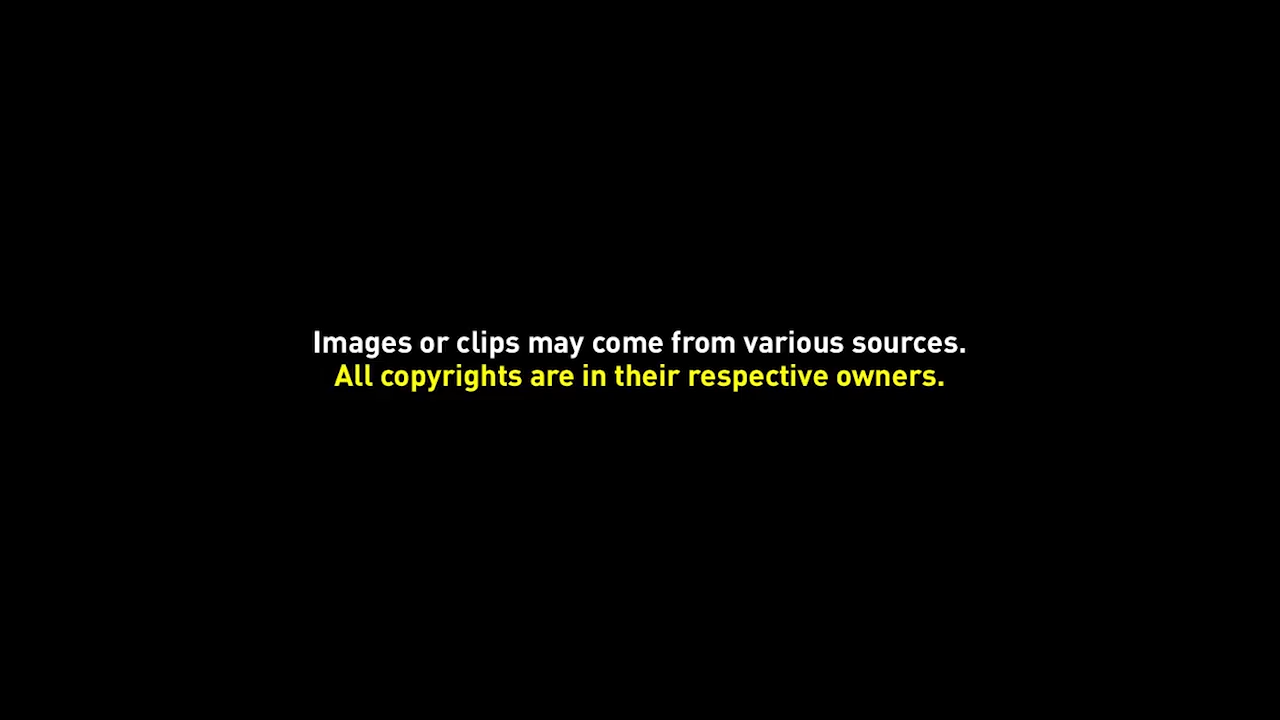 Images or clips may come from various sources.
All copyrights are in their respective owners.